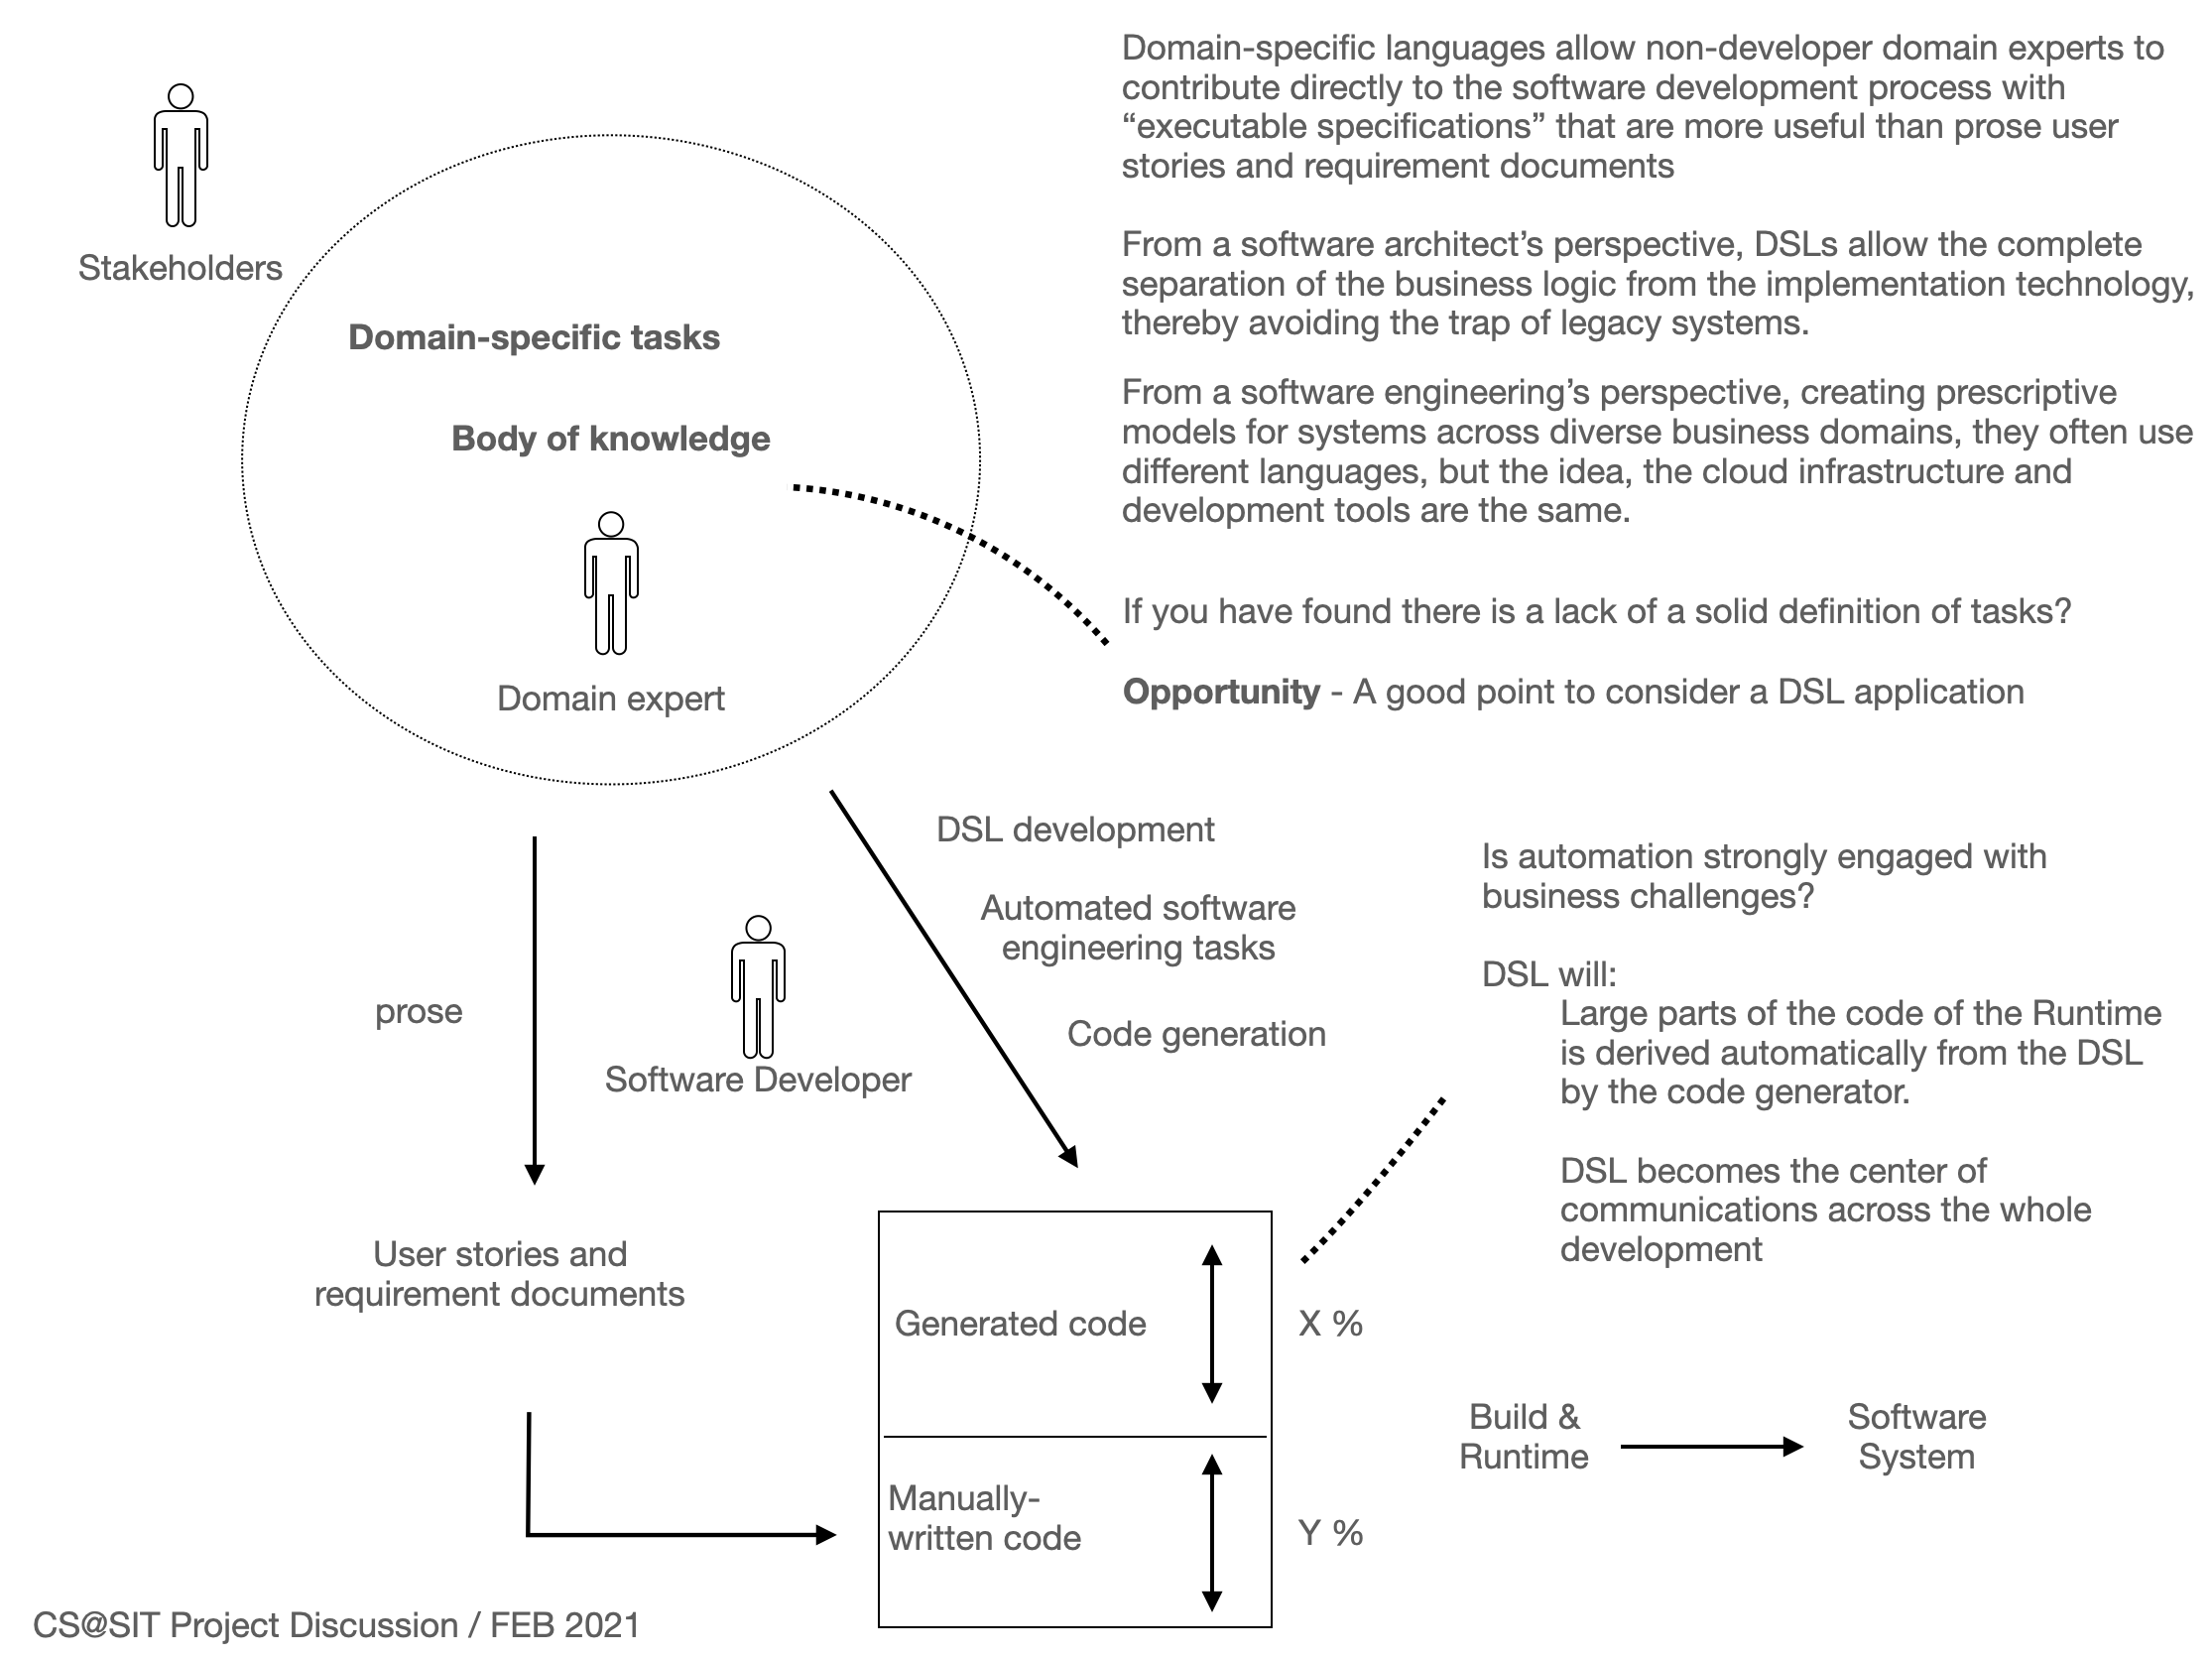 Domain-specific languages allow non-developer domain experts to
contribute directly to the software development process with
“executable specifications” that are more useful than prose user
stories and requirement documents
From a software architect’s perspective, DSLs allow the complete
separation of the business logic from the implementation technology,
thereby avoiding the trap of legacy systems.
From a software engineering’s perspective, creating prescriptive
models for systems across diverse business domains, they often use
different languages, but the idea, the cloud infrastructure and
development tools are the same.
If you have found there is a lack of a solid definition of tasks?
Opportunity - A good point to consider a DSL application
Stakeholders
Domain-specific tasks
Body of knowledge
Domain expert
DSL development
Automated software
engineering tasks
Code generation
prose
Software Developer
Is automation strongly engaged with
business challenges?
DSL will:
Large parts of the code of the Runtime
is derived automatically from the DSL
by the code generator.
DSL becomes the center of
communications across the whole
development
User stories and
requirement documents
Generated code
X %
Manually-
written code
Y %
Build &
Runtime
Software
System
CS@SIT Project Discussion / FEB 2021